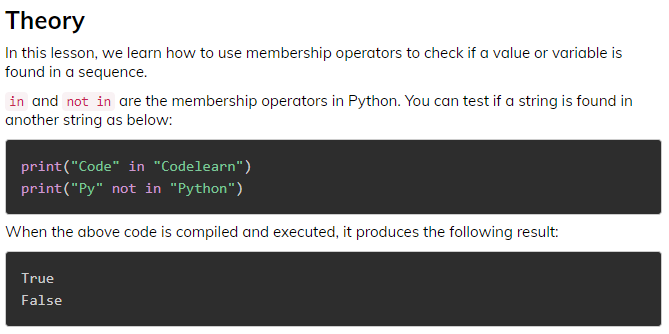 Theory
In this lesson, we learn how to use membership operators to check if a value or variable is
found in a sequence.
in and not in are the membership operators in Python. You can test if a string is found in
another string as below:
print("Code" in "Codelearn")
print("Py" not in "Python")
When the above code is compiled and executed, it produces the following result:
True
False